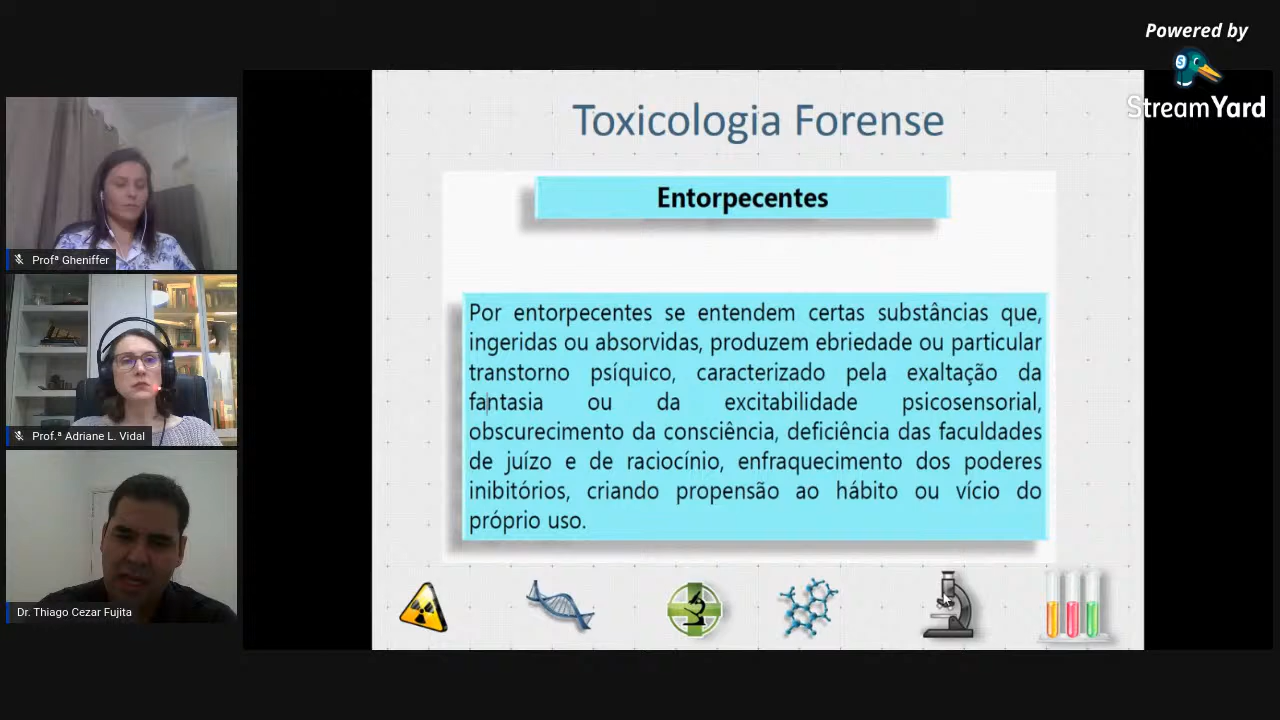 Powered by
StreamYard
Toxicologia Forense
Entorpecentes
Por entorpecentes se entendem certas substâncias que,
ingeridas ou absorvidas, produzem ebriedade ou particular
transtorno psíquico, caracterizado pela exaltação da
fantasia ou da excitabilidade psicosensorial,
obscurecimento da consciência, deficiência das faculdades
de juízo e de raciocínio, enfraquecimento dos poderes
inibitórios, criando propensão ao hábito ou vício do
próprio uso.
Profª Gheniffer
Prof.ª Adriane L. Vidal
Dr. Thiago Cezar Fujita